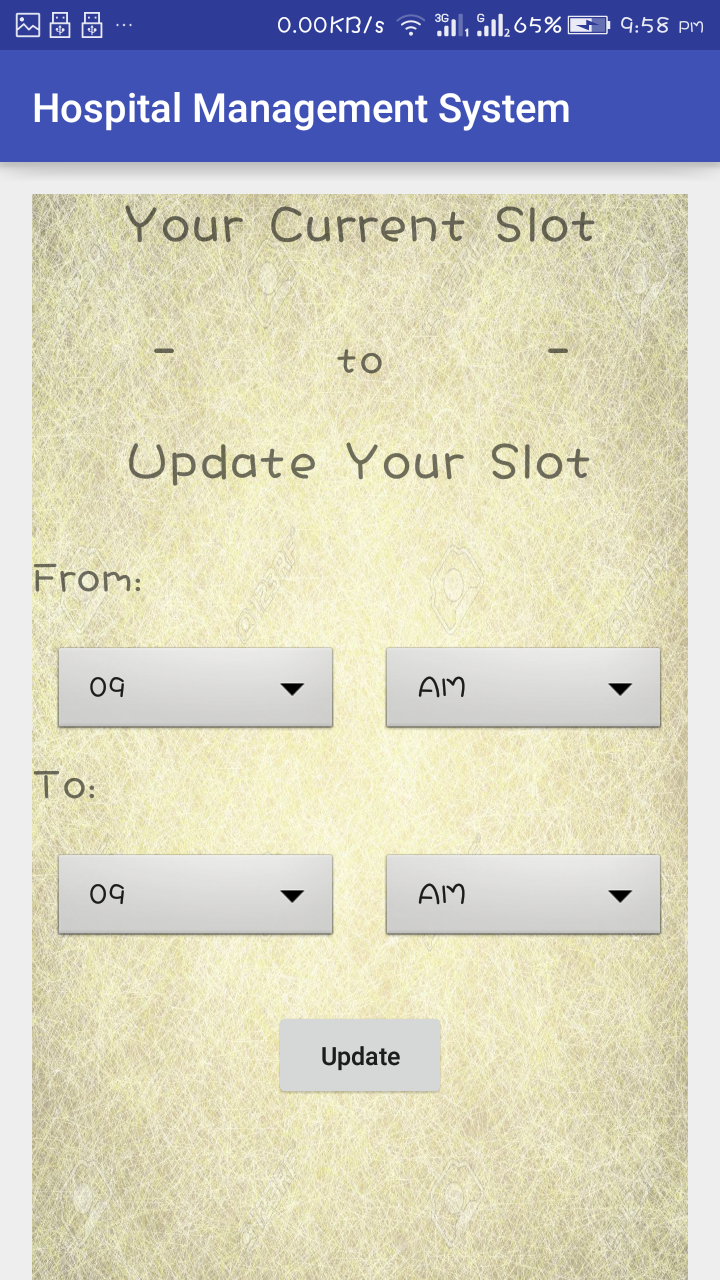 0.00KB/s 3G 1 G 2 65% 9:58 PM
Hospital Management System
Your Current Slot
- to -
Update Your Slot
From:
09 AM
To:
09 AM
Update